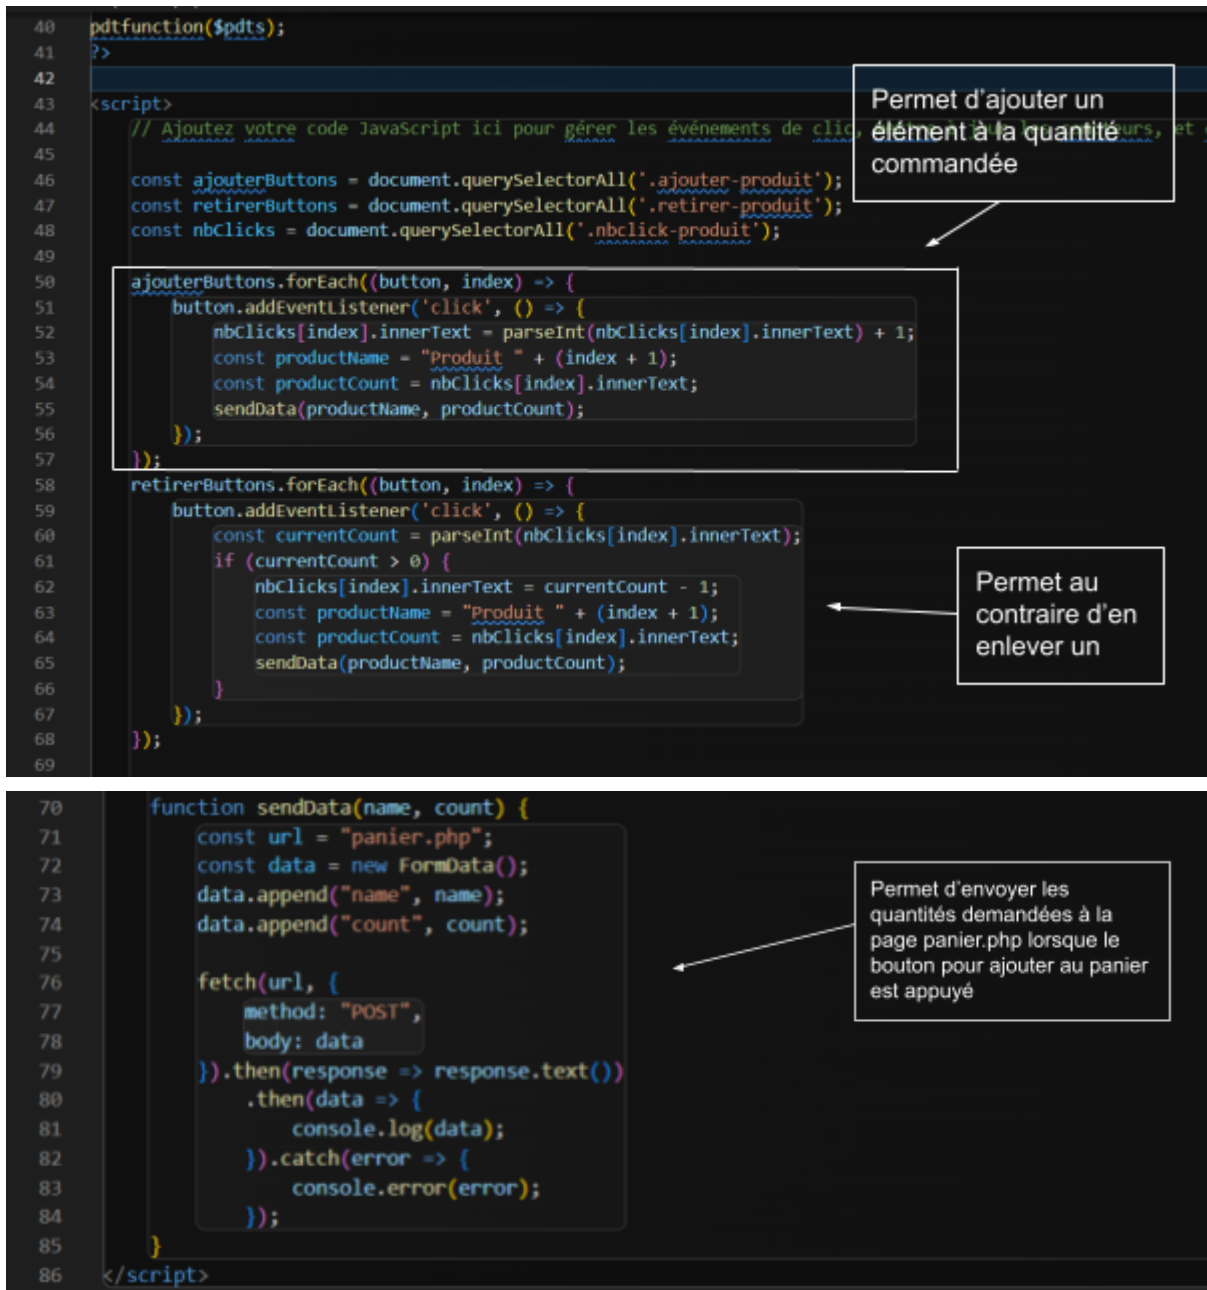 40 pdtfunction($pdts);
41 ?>
42
43 <script>
44 // Ajoutez votre code JavaScript ici pour gérer les événements de clic, et
Permet d'ajouter un
élément à la quantité
commandée
45
46 const ajouterButtons = document.querySelectorAll('.ajouter-produit');
47 const retirerButtons = document.querySelectorAll('.retirer-produit');
48 const nbClicks = document.querySelectorAll('.nbclick-produit');
49
50 ajouterButtons.forEach((button, index) => {
51 button.addEventListener('click', () => {
52 nbClicks[index].innerText = parseInt(nbClicks[index].innerText) + 1;
53 const productName = "Produit " + (index + 1);
54 const productCount = nbClicks[index].innerText;
55 sendData(productName, productCount);
56 });
57 });
58 retirerButtons.forEach((button, index) => {
59 button.addEventListener('click', () => {
60 const currentCount = parseInt(nbClicks[index].innerText);
61 if (currentCount > 0) {
62 nbClicks[index].innerText = currentCount - 1;
63 const productName = "Produit " + (index + 1);
64 const productCount = nbClicks[index].innerText;
65 sendData(productName, productCount);
66 }
67 });
68 });
69
Permet au
contraire d'en
enlever un
70 function sendData(name, count) {
71 const url = "panier.php";
72 const data = new FormData();
73 data.append("name", name);
74 data.append("count", count);
75
76 fetch(url, {
77 method: "POST",
78 body: data
79 }).then(response => response.text())
80 .then(data => {
81 console.log(data);
82 }).catch(error => {
83 console.error(error);
84 });
85 }
86 </script>
Permet d'envoyer les
quantités demandées à la
page panier.php lorsque le
bouton pour ajouter au panier
est appuyé